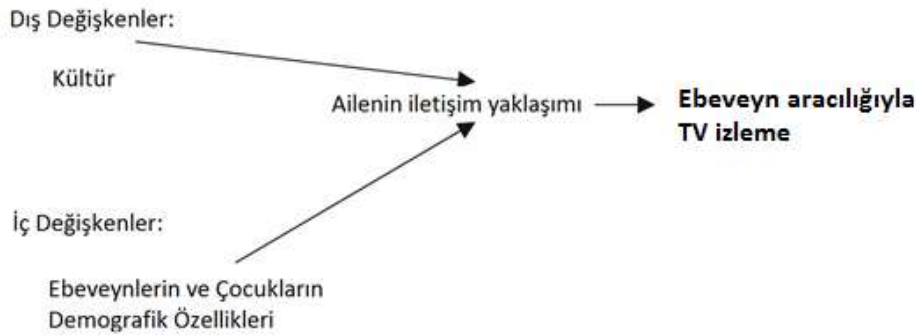 Dış Değişkenler:
Kültür
Ailenin iletişim yaklaşımı
Ebeveyn aracılığıyla
TV izleme
İç Değişkenler:
Ebeveynlerin ve Çocukların
Demografik Özellikleri